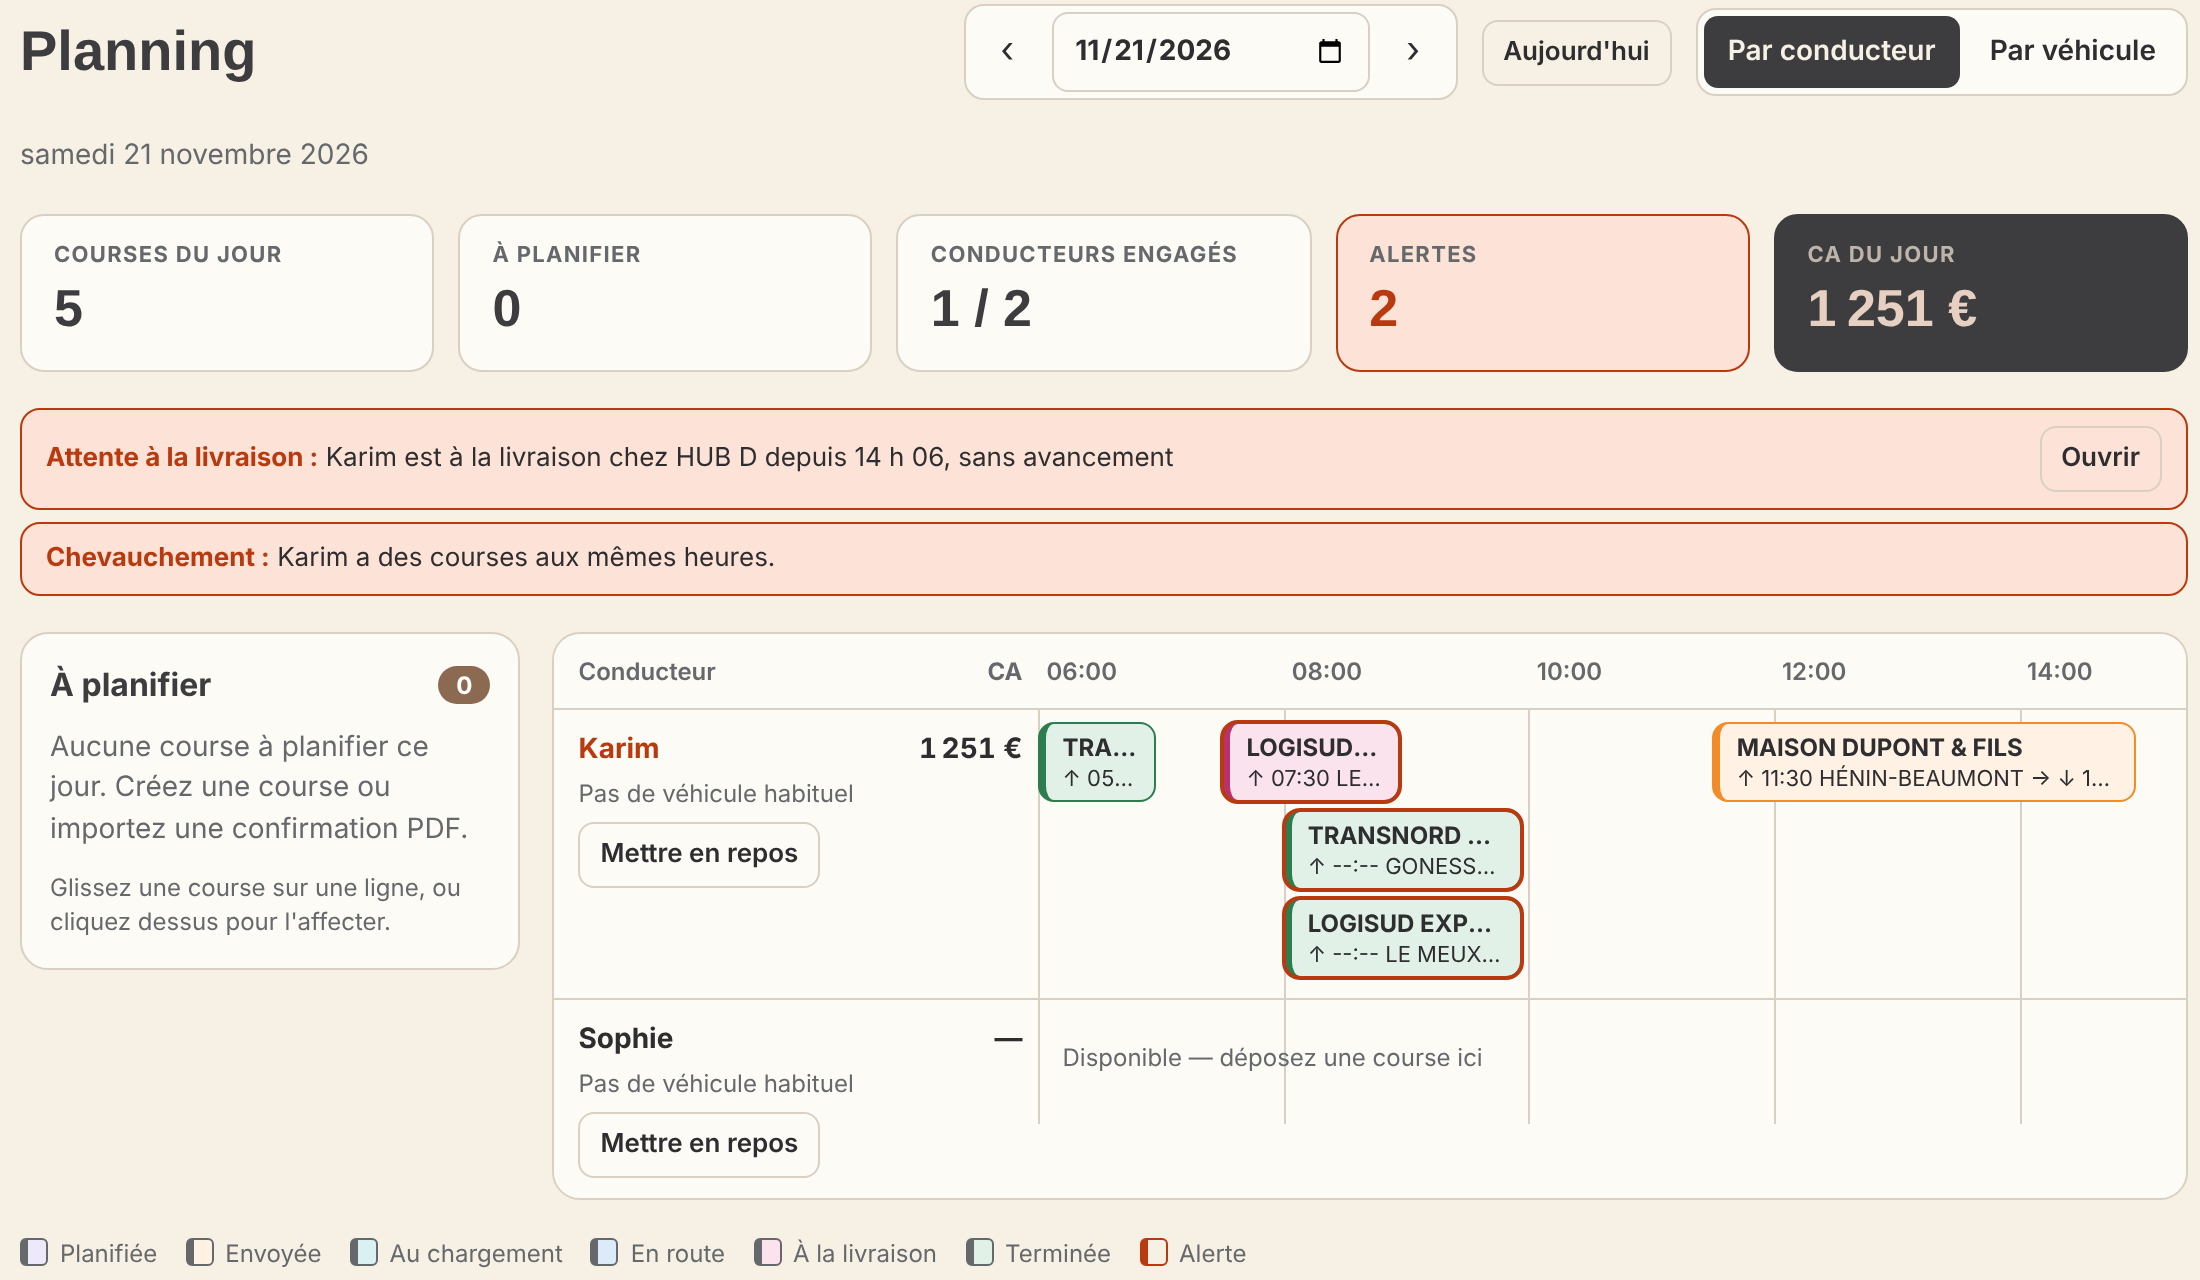 Planning
‹ 11/21/2026 ›
Aujourd'hui
Par conducteur
Par véhicule
samedi 21 novembre 2026
COURSES DU JOUR
5
À PLANIFIER
0
CONDUCTEURS ENGAGÉS
1 / 2
ALERTES
2
CA DU JOUR
1 251 €
Attente à la livraison : Karim est à la livraison chez HUB D depuis 14 h 06, sans avancement
Ouvrir
Chevauchement : Karim a des courses aux mêmes heures.
À planifier
0
Aucune course à planifier ce
jour. Créez une course ou
importez une confirmation PDF.
Glissez une course sur une ligne, ou
cliquez dessus pour l'affecter.
Conducteur
CA
06:00
08:00
10:00
12:00
14:00
Karim
1 251 €
Pas de véhicule habituel
Mettre en repos
TRA...
↑ 05...
LOGISUD...
↑ 07:30 LE...
MAISON DUPONT & FILS
↑ 11:30 HÉNIN-BEAUMONT → ↓ 1...
TRANSNORD ...
↑ --:-- GONESS...
LOGISUD EXP...
↑ --:-- LE MEUX...
Sophie
—
Pas de véhicule habituel
Mettre en repos
Disponible — déposez une course ici
Planifiée
Envoyée
Au chargement
En route
À la livraison
Terminée
Alerte